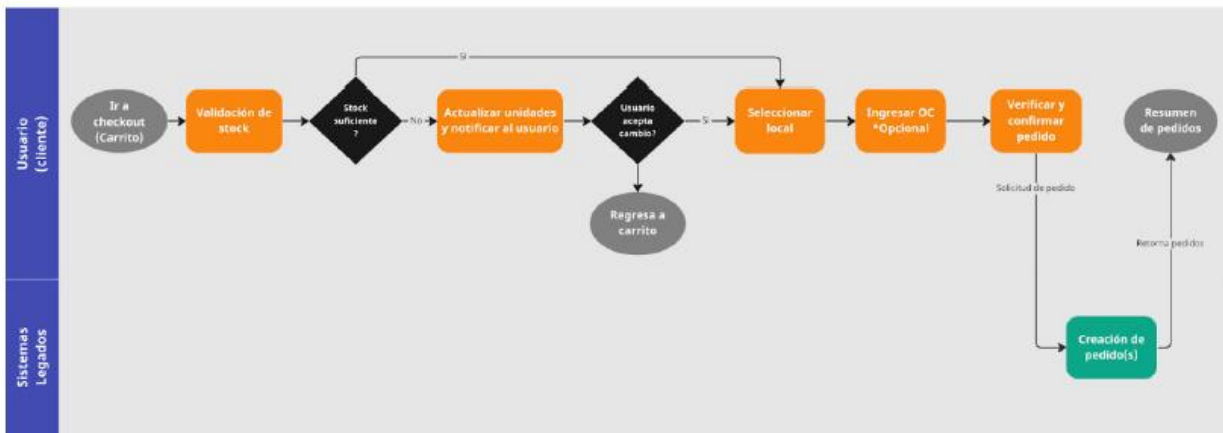 Usuario
(cliente)
Ir a
checkout
(Carrito)
Validación de
stock
Stock
suficiente
?
Si
No
Actualizar unidades
y notificar al usuario
Usuario
acepta
cambio?
Si
Regresa a
carrito
Seleccionar
local
Ingresar OC
*Opcional
Verificar y
confirmar
pedido
Resumen
de pedidos
Solicitud de pedido
Retorna pedidos
Sistemas
Legados
Creación de
pedido(s)